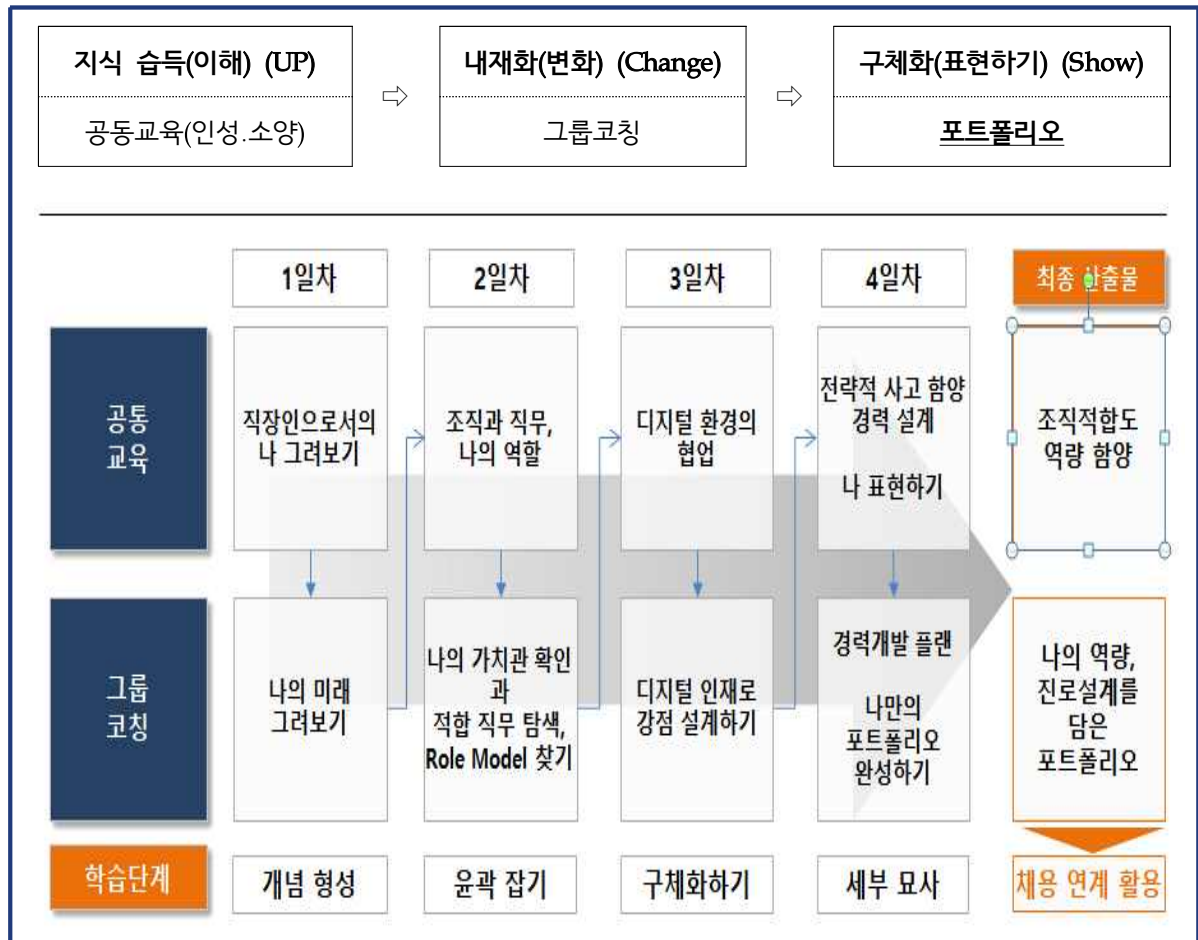 지식 습득(이해) (UP)
공동교육(인성.소양)
⇨
내재화(변화) (Change)
그룹코칭
⇨
구체화(표현하기) (Show)
포트폴리오
1일차
2일차
3일차
4일차
최종 산출물
공통
교육
직장인으로서의
나 그려보기
조직과 직무,
나의 역할
디지털 환경의
협업
전략적 사고 함양
경력 설계
나 표현하기
조직적합도
역량 함양
그룹
코칭
나의 미래
그려보기
나의 가치관 확인
과
적합 직무 탐색,
Role Model 찾기
디지털 인재로
강점 설계하기
경력개발 플랜
나만의
포트폴리오
완성하기
나의 역량,
진로설계를
담은
포트폴리오
학습단계
개념 형성
윤곽 잡기
구체화하기
세부 묘사
채용 연계 활용